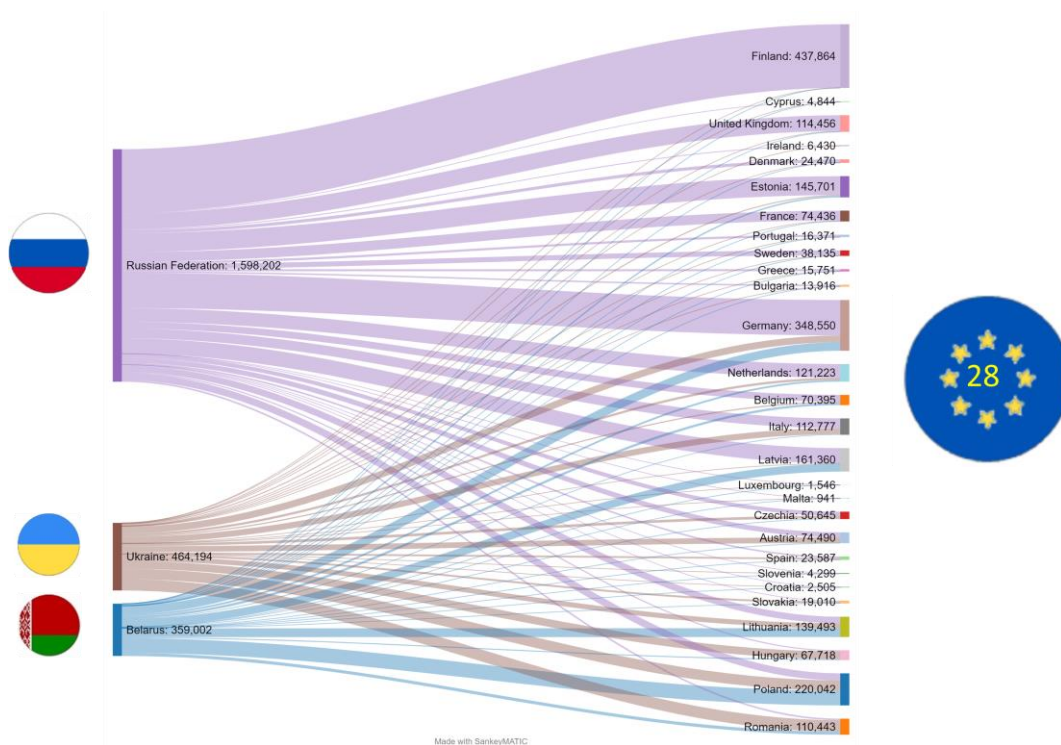 Finland: 437,864
Cyprus: 4,844
United Kingdom: 114,456
Ireland: 6,430
Denmark: 24,470
Estonia: 145,701
France: 74,436
Portugal: 16,371
Sweden: 38,135
Greece: 15,751
Bulgaria: 13,916
Russian Federation: 1,598,202
Germany: 348,550
Netherlands: 121,223
28
Belgium: 70,395
Italy: 112,777
Latvia: 161,360
Luxembourg: 1,546
Malta: 941
Czechia: 50,645
Austria: 74,490
Ukraine: 464,194
Spain: 23,587
Slovenia: 4,299
Croatia: 2,505
Slovakia: 19,010
Belarus: 359,002
Lithuania: 139,493
Hungary: 67,718
Poland: 220,042
Romania: 110,443
Made with SankeyMATIC